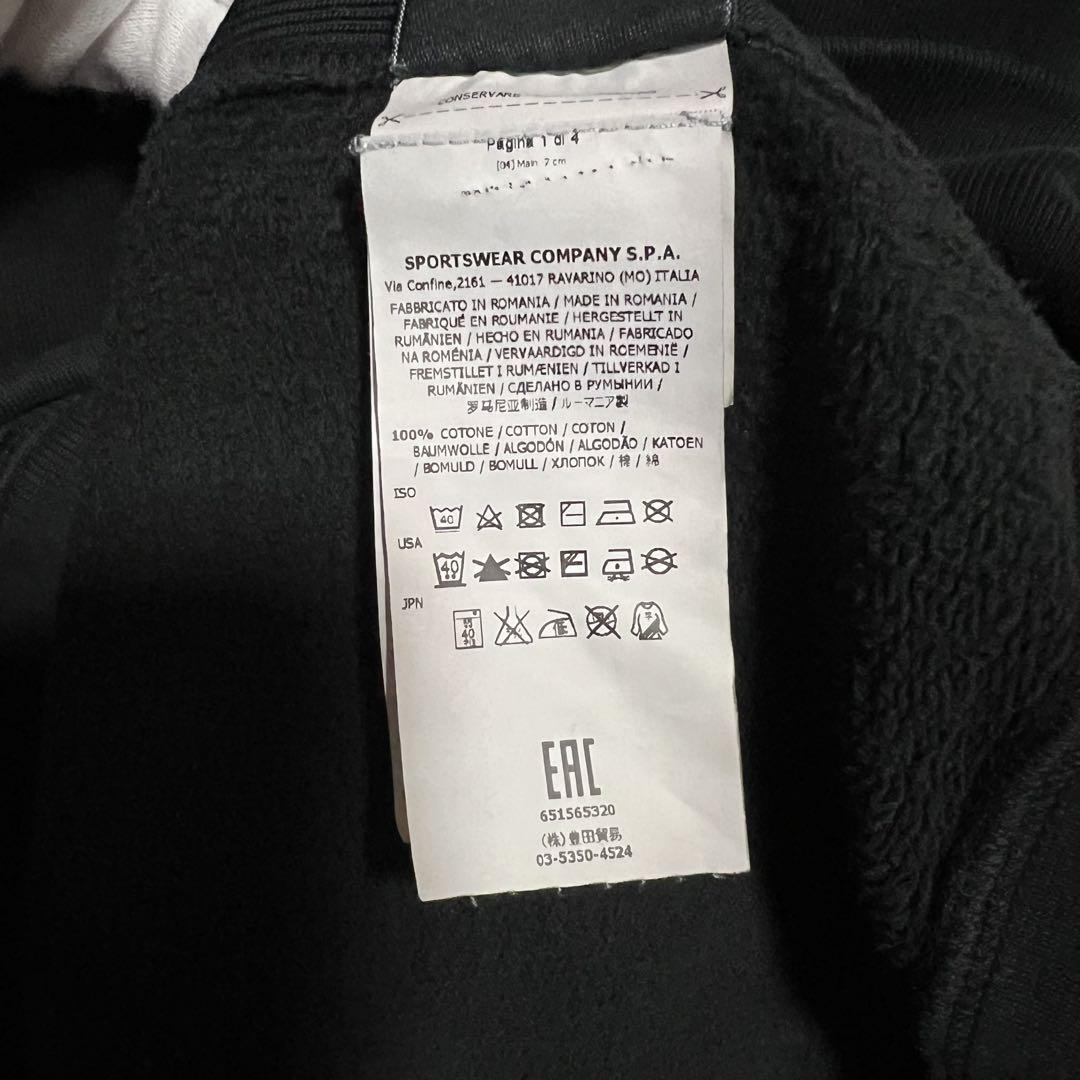 CONSERVARE
Pagina 1 di 4
[04] Main 7 cm
SPORTSWEAR COMPANY S.P.A.
Via Confine,2161 — 41017 RAVARINO (MO) ITALIA
FABBRICATO IN ROMANIA / MADE IN ROMANIA /
FABRIQUÉ EN ROUMANIE / HERGESTELLT IN
RUMÄNIEN / HECHO EN RUMANIA / FABRICADO
NA ROMÉNIA / VERVAARDIGD IN ROEMENIË /
FREMSTILLET I RUMÆNIEN / TILLVERKAD I
RUMÄNIEN / СДЕЛАНО В РУМЫНИИ /
罗马尼亚制造 / ルーマニア製
100% COTONE / COTTON / COTON /
BAUMWOLLE / ALGODÓN / ALGODÃO / KATOEN
/ BOMULD / BOMULL / ХЛОПОК / 棉 / 綿
ISO
40
USA
40
JPN
弱 40 低
EAC
651565320
(株)豊田貿易
03-5350-4524